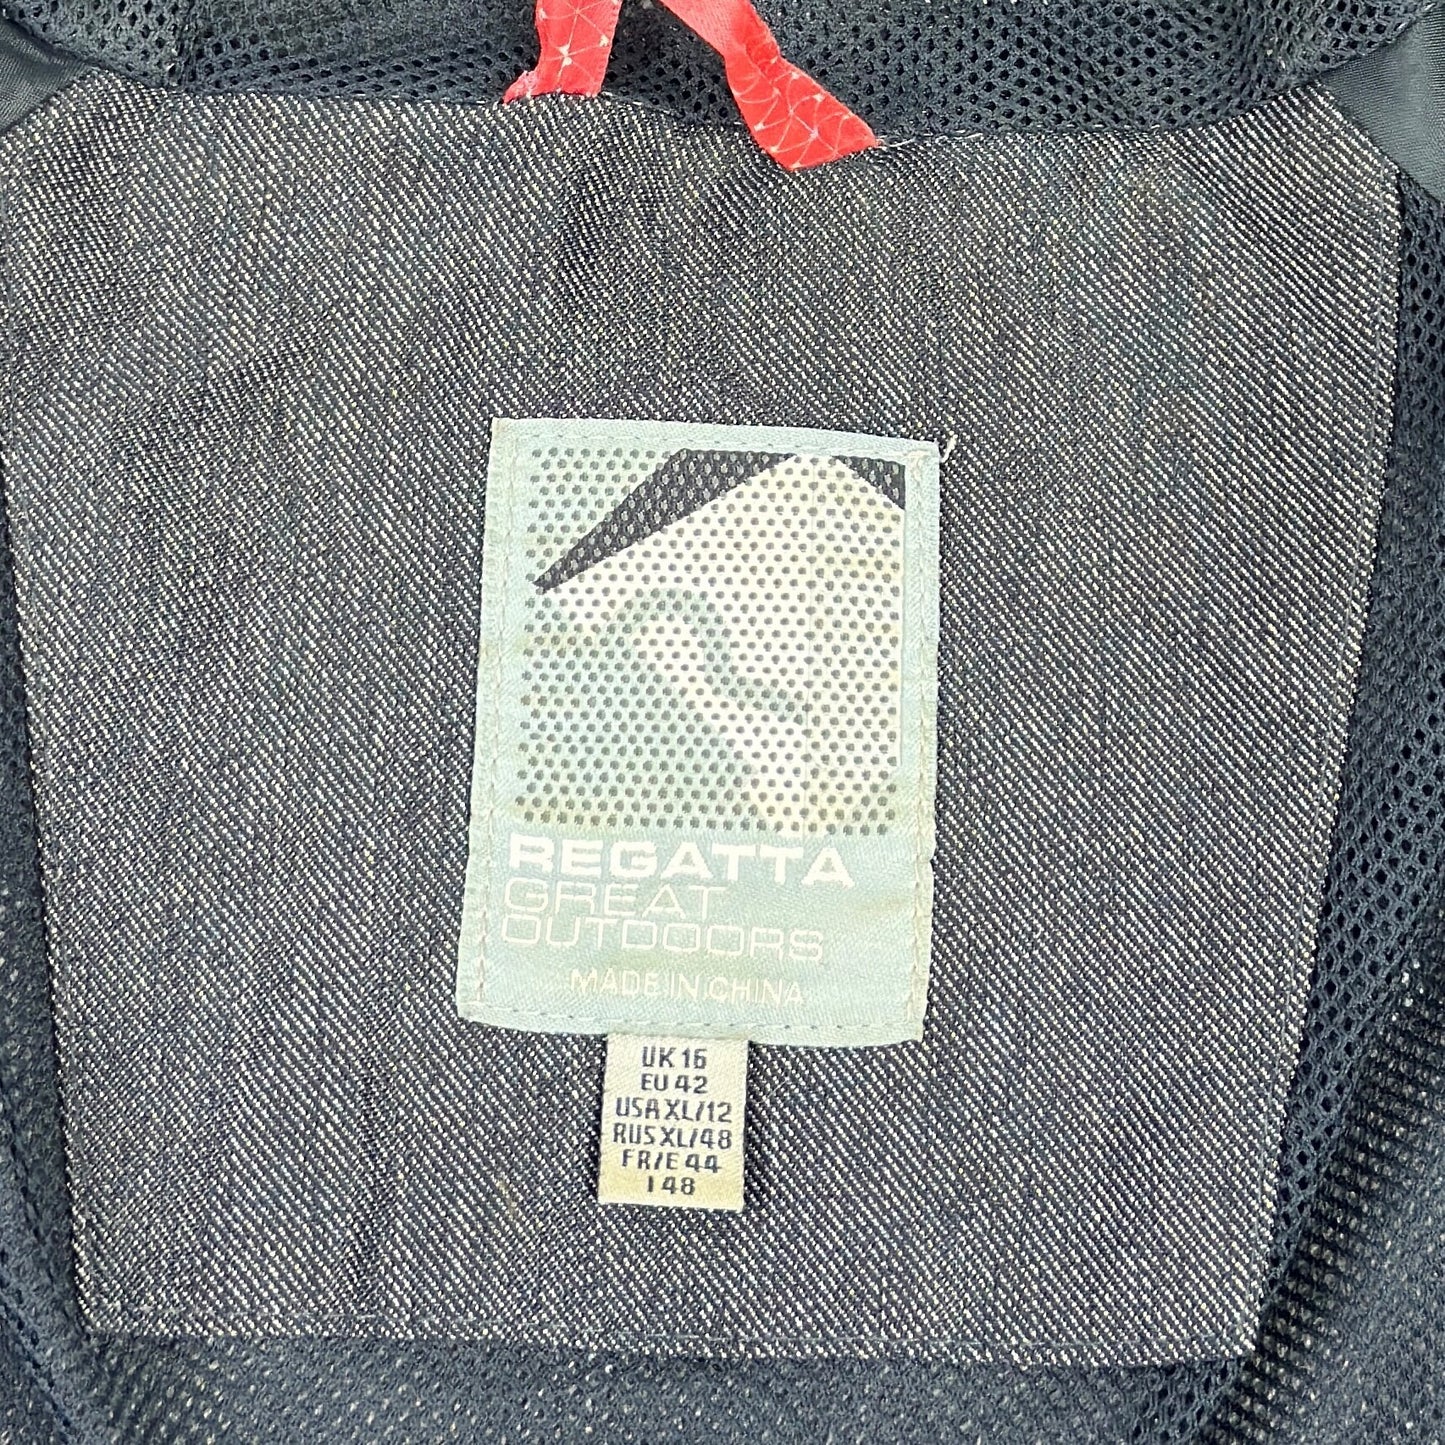 REGATTA
GREAT
OUTDOORS
MADE IN CHINA
UK 16
EU 42
USA XL/12
RUS XL/48
FR/E 44
I 48